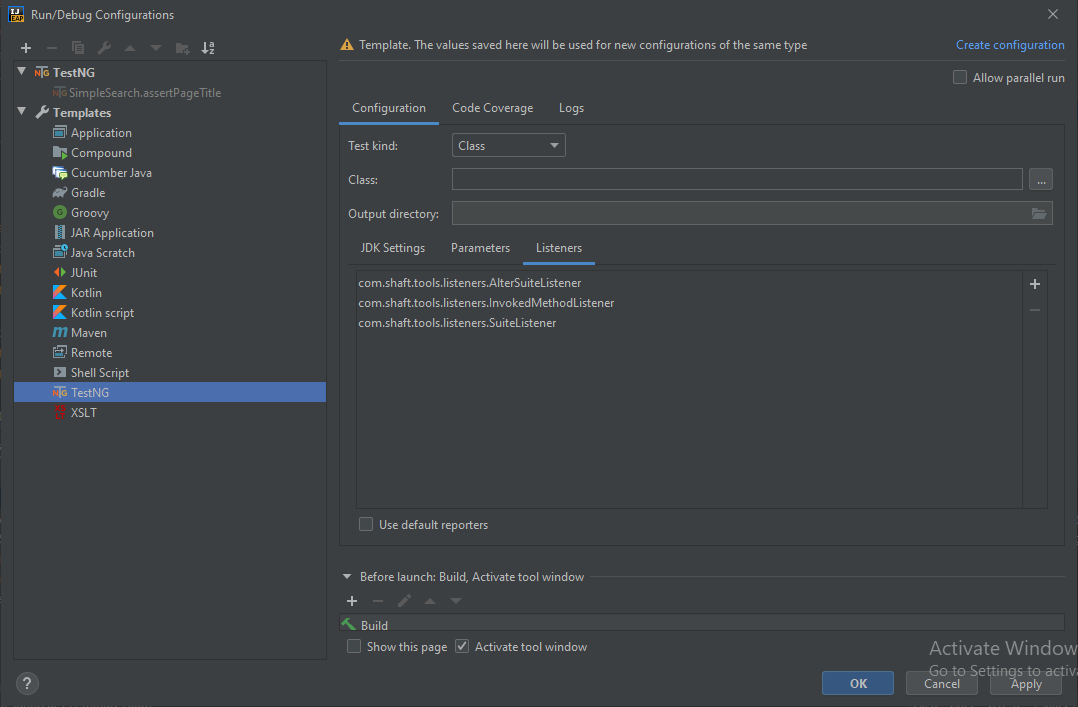 Run/Debug Configurations
TestNG
SimpleSearch.assertPageTitle
Templates
Application
Compound
Cucumber Java
Gradle
Groovy
JAR Application
Java Scratch
JUnit
Kotlin
Kotlin script
Maven
Remote
Shell Script
TestNG
XSLT
Template. The values saved here will be used for new configurations of the same type
Create configuration
Allow parallel run
Configuration Code Coverage Logs
Test kind: Class
Class: ...
Output directory:
JDK Settings Parameters Listeners
com.shaft.tools.listeners.AlterSuiteListener
com.shaft.tools.listeners.InvokedMethodListener
com.shaft.tools.listeners.SuiteListener
Use default reporters
Before launch: Build, Activate tool window
Build
Show this page Activate tool window
Activate Window
Go to Settings to activa
? OK Cancel Apply